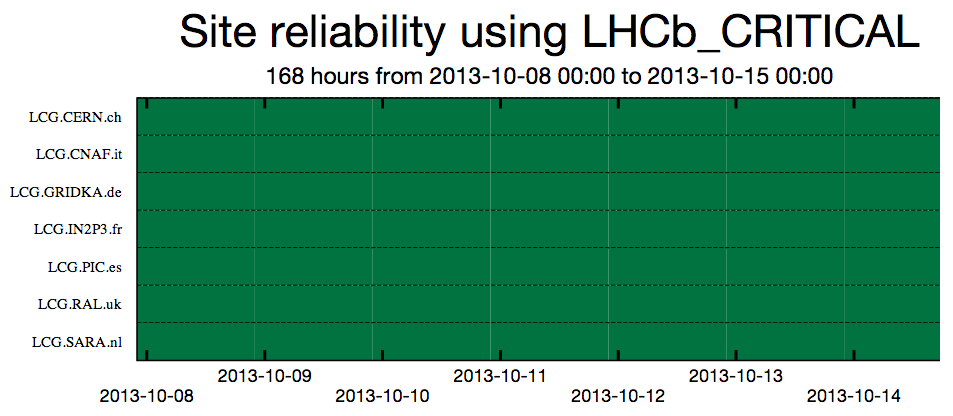 Site reliability using LHCb_CRITICAL
168 hours from 2013-10-08 00:00 to 2013-10-15 00:00
LCG.CERN.ch
LCG.CNAF.it
LCG.GRIDKA.de
LCG.IN2P3.fr
LCG.PIC.es
LCG.RAL.uk
LCG.SARA.nl
2013-10-09 2013-10-11 2013-10-13
2013-10-08 2013-10-10 2013-10-12 2013-10-14